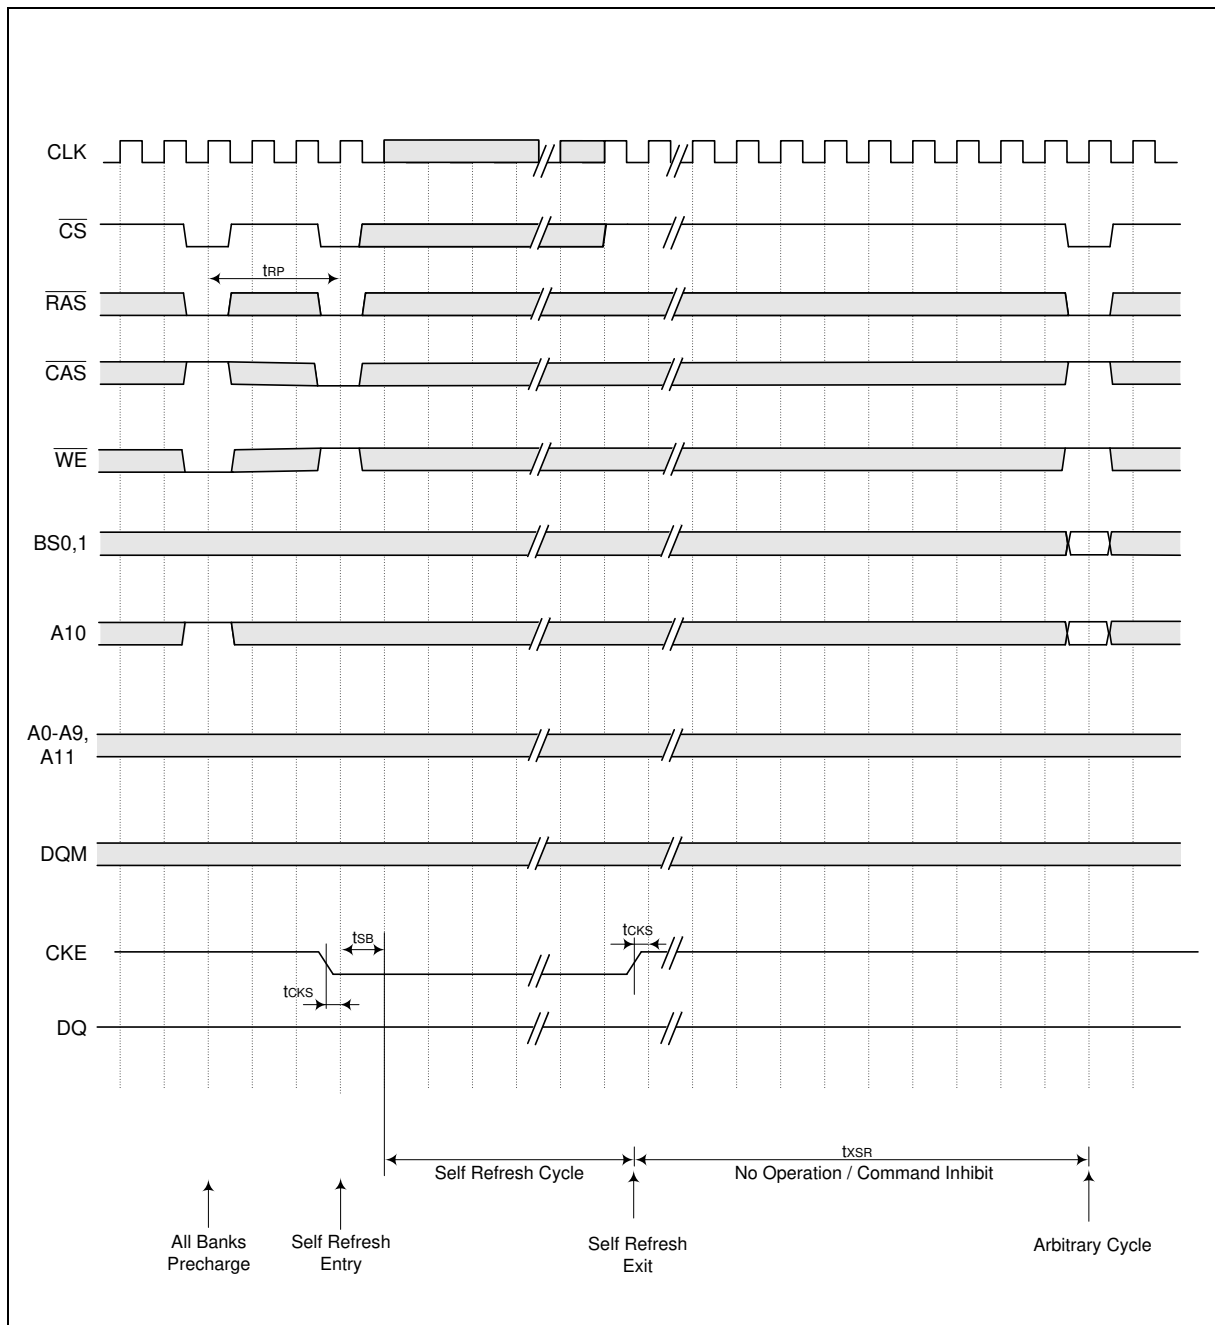 CLK
CS
tRP
RAS
CAS
WE
BS0,1
A10
A0-A9,
A11
DQM
tSB
tCKS
CKE
tCKS
DQ
tXSR
Self Refresh Cycle
No Operation / Command Inhibit
All Banks
Precharge
Self Refresh
Entry
Self Refresh
Exit
Arbitrary Cycle